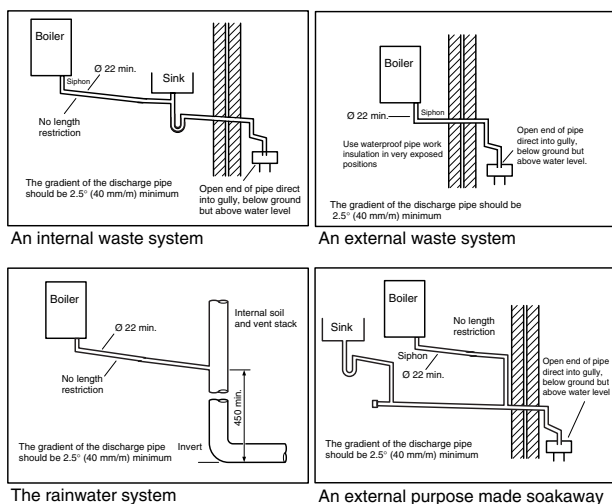 Boiler
Siphon
Ø 22 min.
Sink
No length
restriction
The gradient of the discharge pipe
should be 2.5° (40 mm/m) minimum
Open end of pipe direct
into gully, below ground
but above water level
An internal waste system
Boiler
Ø 22 min.
Siphon
Use waterproof pipe work
insulation in very exposed
positions
Open end of pipe
direct into gully,
below ground but
above water level.
The gradient of the discharge pipe should be
2.5° (40 mm/m) minimum
An external waste system
Boiler
Ø 22 min.
No length
restriction
Internal soil
and vent stack
450 min.
Invert
The gradient of the discharge pipe
should be 2.5° (40 mm/m) minimum
The rainwater system
Boiler
Sink
No length
restriction
Siphon
Ø 22 min.
Open end of pipe
direct into gully,
below ground but
above water level
The gradient of the discharge pipe
should be 2.5° (40 mm/m) minimum
An external purpose made soakaway